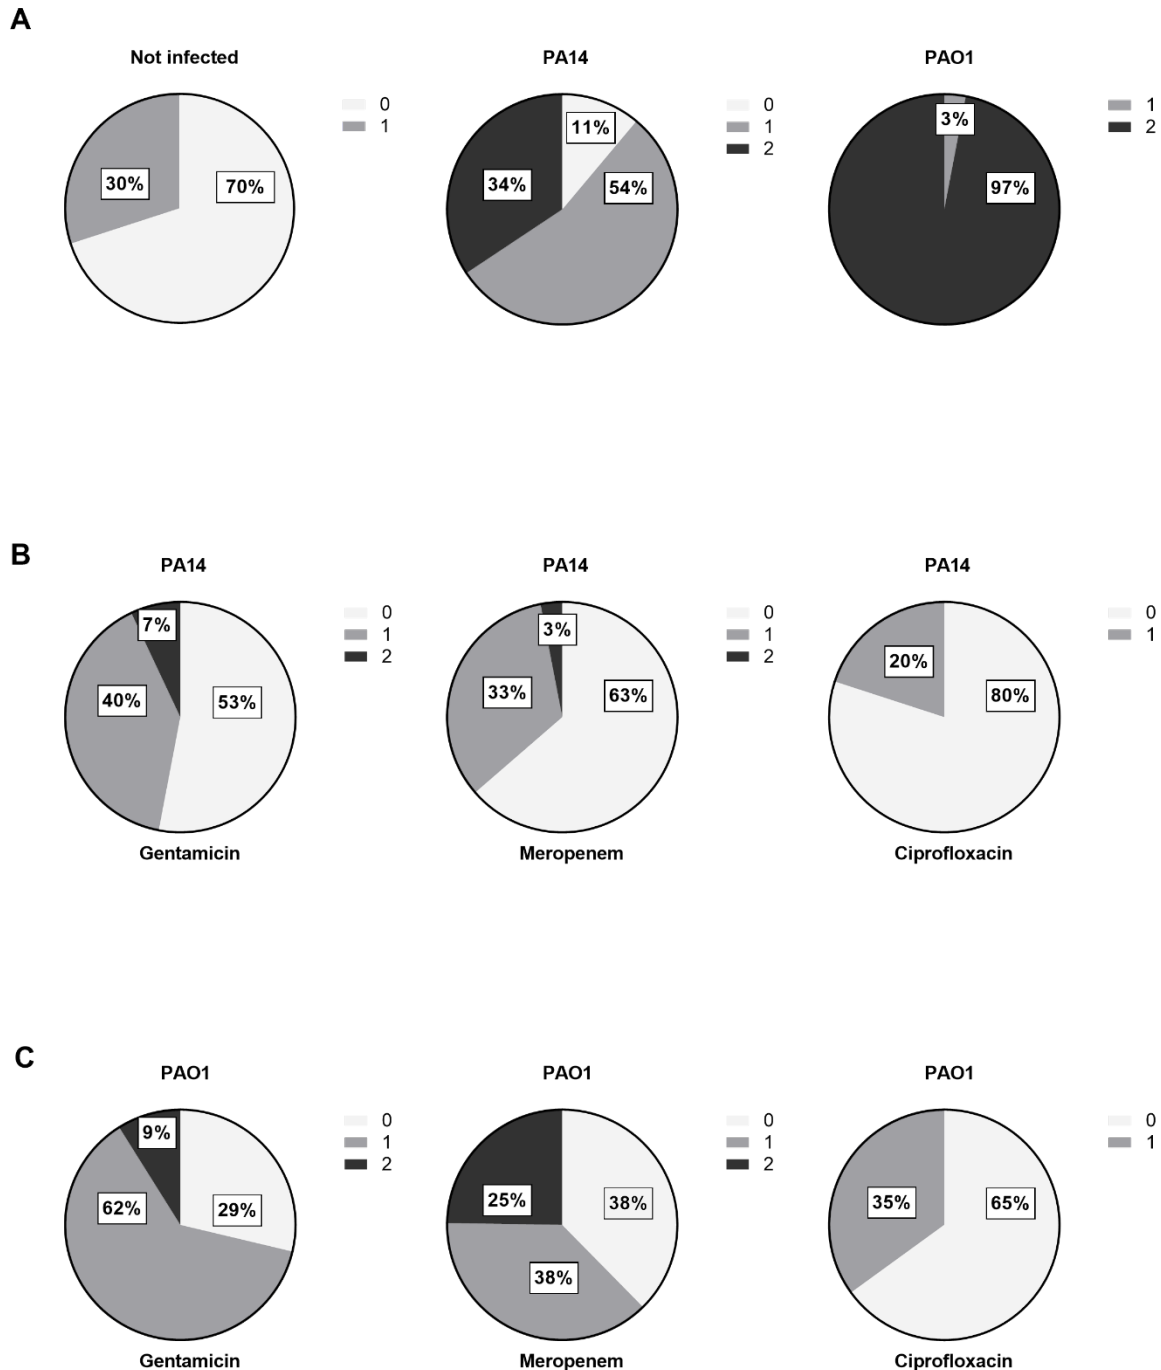 A
Not infected
PA14
PAO1
0
1
30%
70%
0
1
2
11%
34%
54%
1
2
3%
97%
B
PA14
PA14
PA14
0
1
2
7%
40%
53%
Gentamicin
0
1
2
3%
33%
63%
Meropenem
0
1
20%
80%
Ciprofloxacin
C
PAO1
PAO1
PAO1
0
1
2
9%
62%
29%
Gentamicin
0
1
2
25%
38%
38%
Meropenem
0
1
35%
65%
Ciprofloxacin